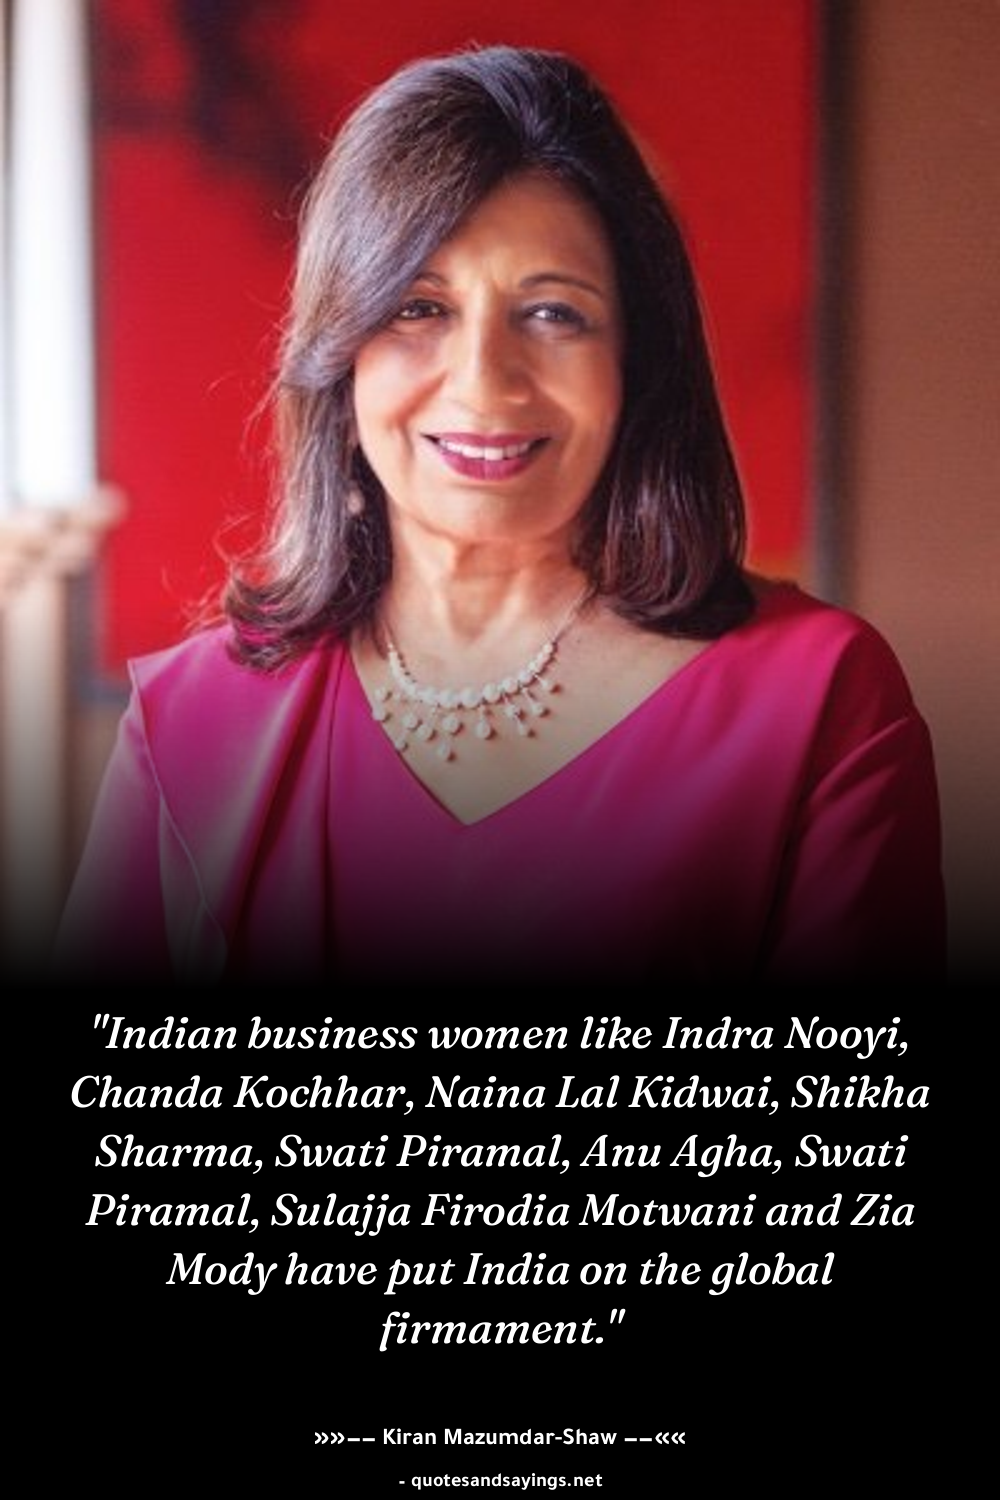 "Indian business women like Indra Nooyi,
Chanda Kochhar, Naina Lal Kidwai, Shikha
Sharma, Swati Piramal, Anu Agha, Swati
Piramal, Sulajja Firodia Motwani and Zia
Mody have put India on the global
firmament."
»»−− Kiran Mazumdar-Shaw −−««
- quotesandsayings.net